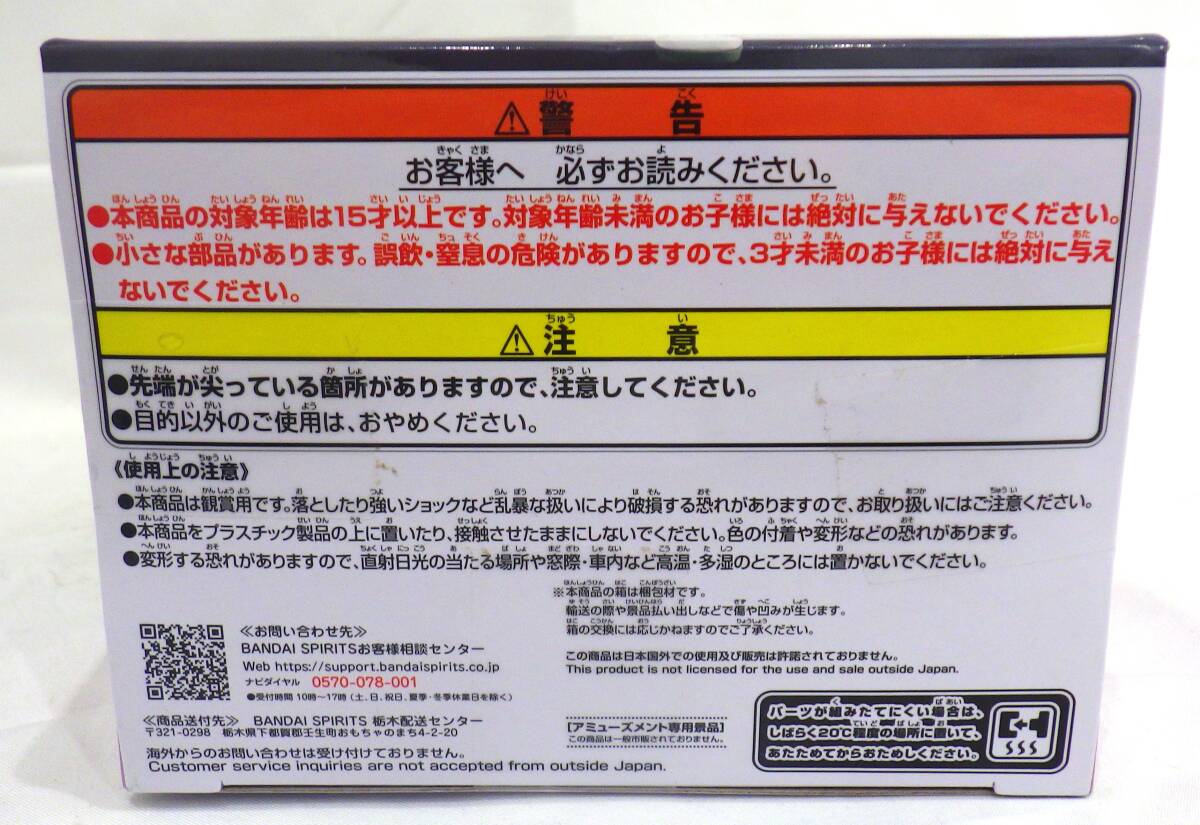 ⚠警告
お客様へ 必ずお読みください。
●本商品の対象年齢は15才以上です。対象年齢未満のお子様には絶対に与えないでください。
●小さな部品があります。誤飲・窒息の危険がありますので、3才未満のお子様には絶対に与え
ないでください。
⚠注意
●先端が尖っている箇所がありますので、注意してください。
●目的以外のご使用は、おやめください。
《使用上の注意》
●本商品は観賞用です。落としたり強いショックなど乱暴な扱いにより破損する恐れがありますので、お取り扱いにはご注意ください。
●本商品をプラスチック製品の上に置いたり、接触させたままにしないでください。色の付着や変形などの恐れがあります。
●変形する恐れがありますので、直射日光の当たる場所や窓際・車内など高温・多湿のところには置かないでください。
※本商品の箱は梱包材です。
輸送の際や景品払い出しなどで傷や凹みが生じます。
箱の交換には応じかねますのでご了承ください。
この商品は日本国外での使用及び販売は許諾されておりません。
This product is not licensed for the use and sale outside Japan.
≪お問い合わせ先≫
BANDAI SPIRITSお客様相談センター
Web https://support.bandaispirits.co.jp
ナビダイヤル 0570-078-001
●受付時間 10時〜17時(土、日、祝日、夏季・冬季休業日を除く)
≪商品送付先≫ BANDAI SPIRITS 栃木配送センター
〒321-0298 栃木県下都賀郡壬生町おもちゃのまち4-2-20
海外からのお問い合わせは受け付けておりません。
Customer service inquiries are not accepted from outside Japan.
[アミューズメント専用景品]
この商品は一般市販されておりません。
パーツが組みたてにくい場合は、
しばらく20℃程度の場所に置いて、
あたためてからおためしください。